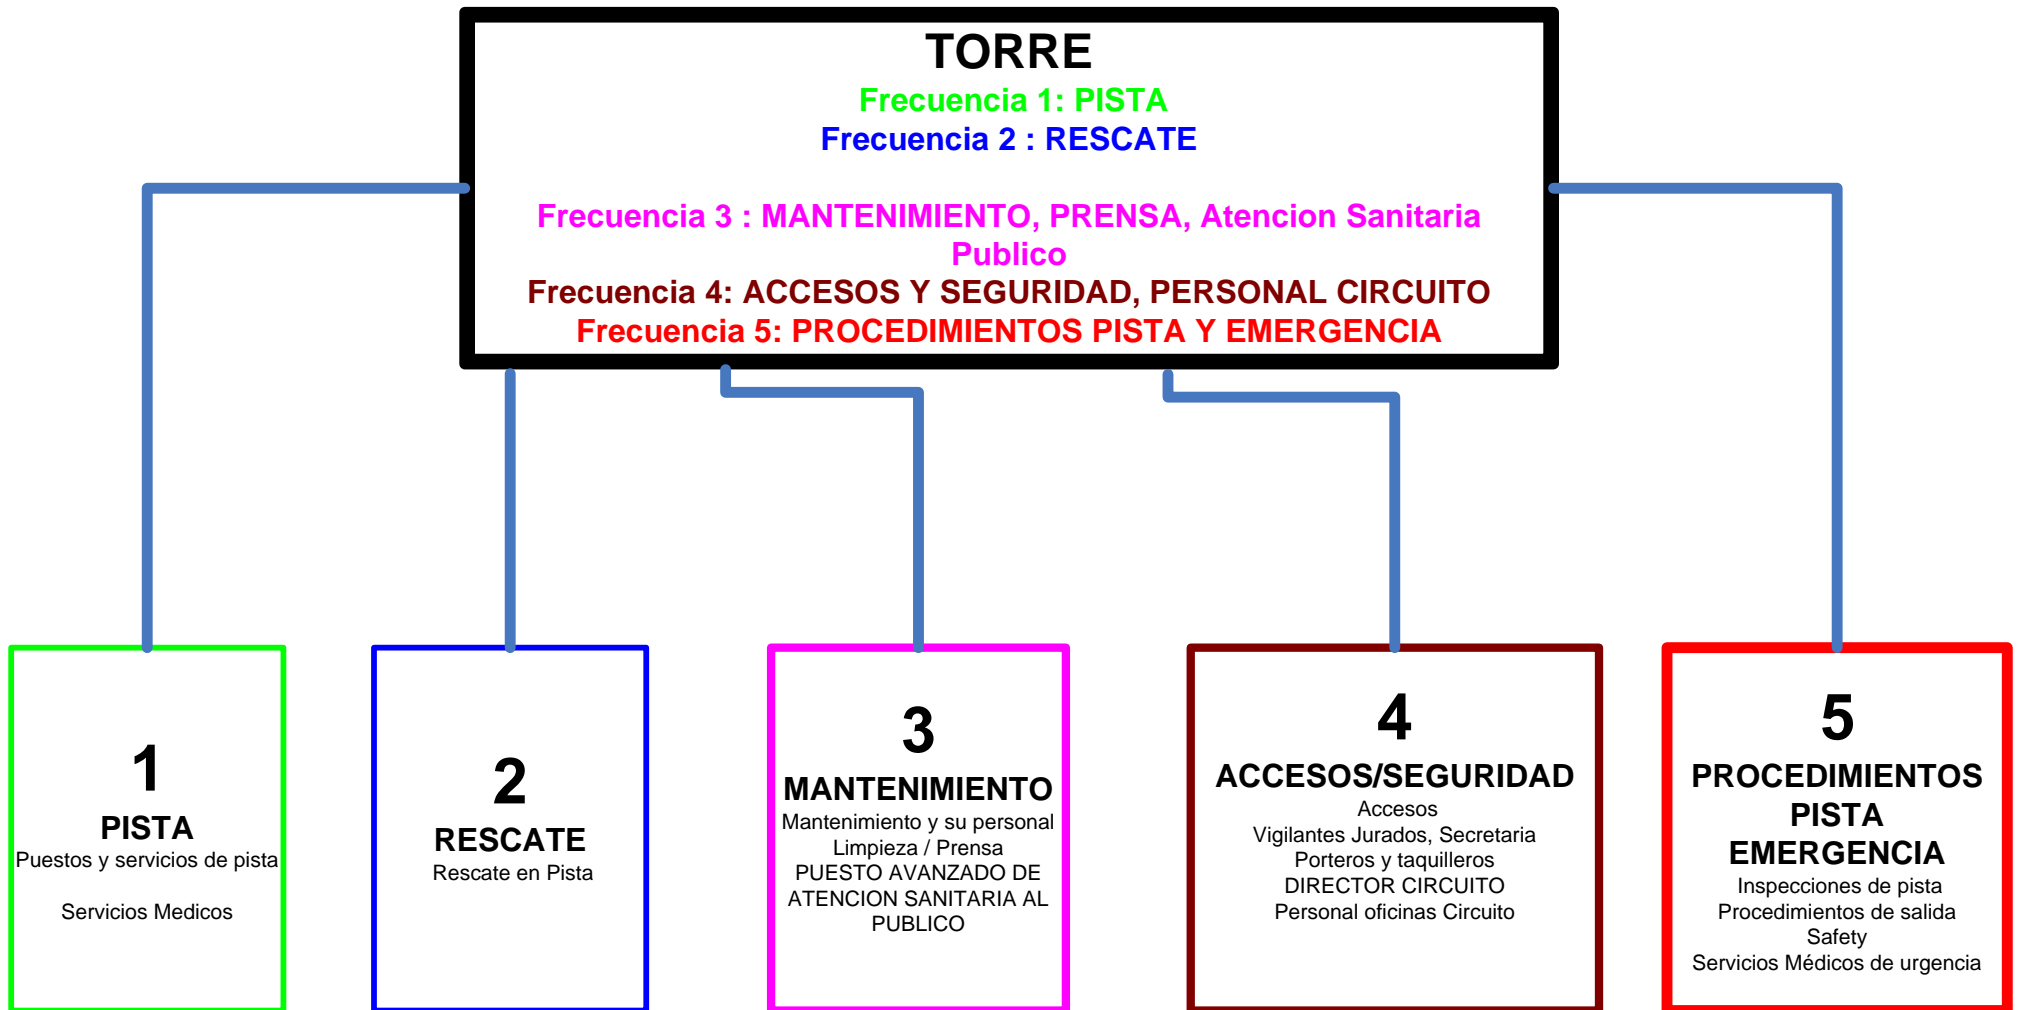 TORRE
Frecuencia 1: PISTA
Frecuencia 2 : RESCATE
Frecuencia 3 : MANTENIMIENTO, PRENSA, Atencion Sanitaria
Publico
Frecuencia 4: ACCESOS Y SEGURIDAD, PERSONAL CIRCUITO
Frecuencia 5: PROCEDIMIENTOS PISTA Y EMERGENCIA
1
PISTA
Puestos y servicios de pista
Servicios Medicos
2
RESCATE
Rescate en Pista
3
MANTENIMIENTO
Mantenimiento y su personal
Limpieza / Prensa
PUESTO AVANZADO DE
ATENCION SANITARIA AL
PUBLICO
4
ACCESOS/SEGURIDAD
Accesos
Vigilantes Jurados, Secretaria
Porteros y taquilleros
DIRECTOR CIRCUITO
Personal oficinas Circuito
5
PROCEDIMIENTOS
PISTA
EMERGENCIA
Inspecciones de pista
Procedimientos de salida
Safety
Servicios Médicos de urgencia